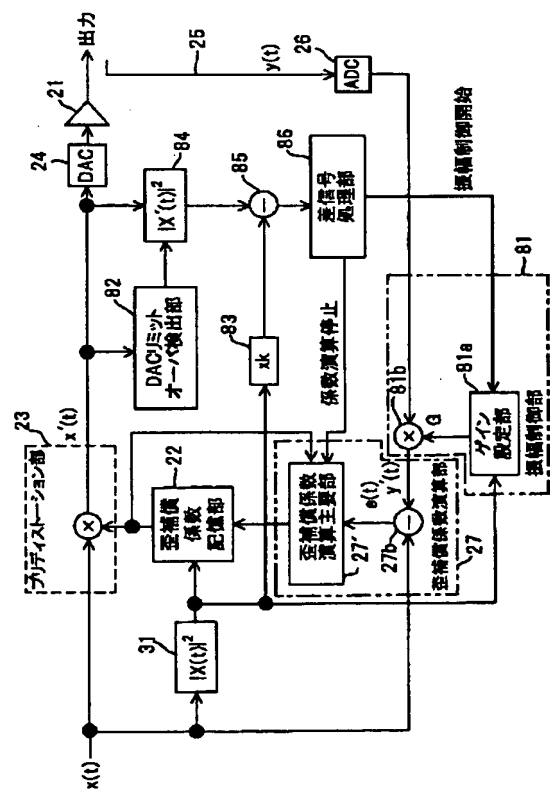 x(t)
31
|X(t)|²
23
プリディストーション部
×
x'(t)
22
歪補償
係数
記憶部
82
DACリミット
オーバ検出部
24
DAC
21
出力
84
|X'(t)|²
25
y(t)
26
ADC
83
xk
85
−
86
差信号
処理部
係数演算停止
振幅制御開始
歪補償係数
演算主要部
27'
e(t)
−
27b
y'(t)
歪補償係数演算部
27
×
81b
G
81a
ゲイン
設定部
振幅制御部
81